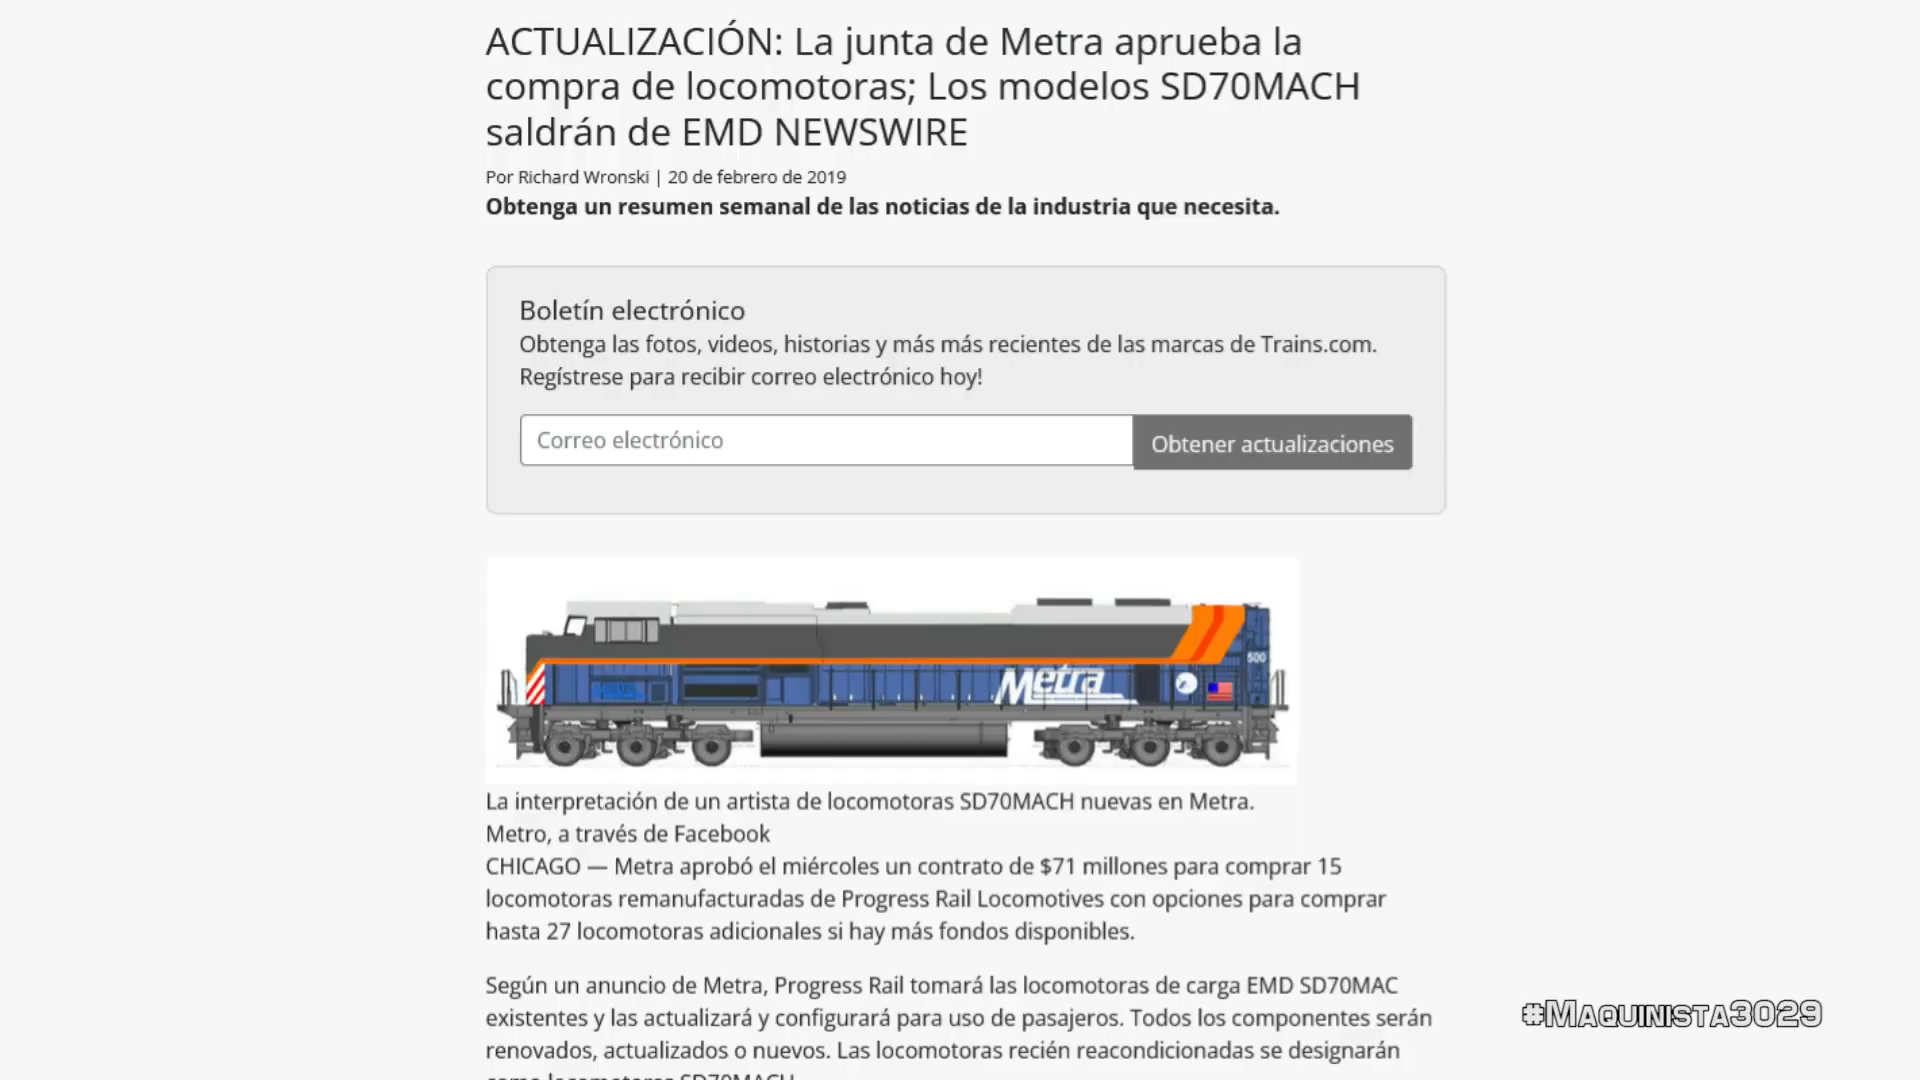 ACTUALIZACIÓN: La junta de Metra aprueba la
compra de locomotoras; Los modelos SD70MACH
saldrán de EMD NEWSWIRE
Por Richard Wronski | 20 de febrero de 2019
Obtenga un resumen semanal de las noticias de la industria que necesita.
Boletín electrónico
Obtenga las fotos, videos, historias y más más recientes de las marcas de Trains.com.
Regístrese para recibir correo electrónico hoy!
Correo electrónico
Obtener actualizaciones
500
Metra
La interpretación de un artista de locomotoras SD70MACH nuevas en Metra.
Metro, a través de Facebook
CHICAGO — Metra aprobó el miércoles un contrato de $71 millones para comprar 15
locomotoras remanufacturadas de Progress Rail Locomotives con opciones para comprar
hasta 27 locomotoras adicionales si hay más fondos disponibles.
Según un anuncio de Metra, Progress Rail tomará las locomotoras de carga EMD SD70MAC
existentes y las actualizará y configurará para uso de pasajeros. Todos los componentes serán
renovados, actualizados o nuevos. Las locomotoras recién reacondicionadas se designarán
como locomotoras SD70MACH
#MAQUINISTA3029